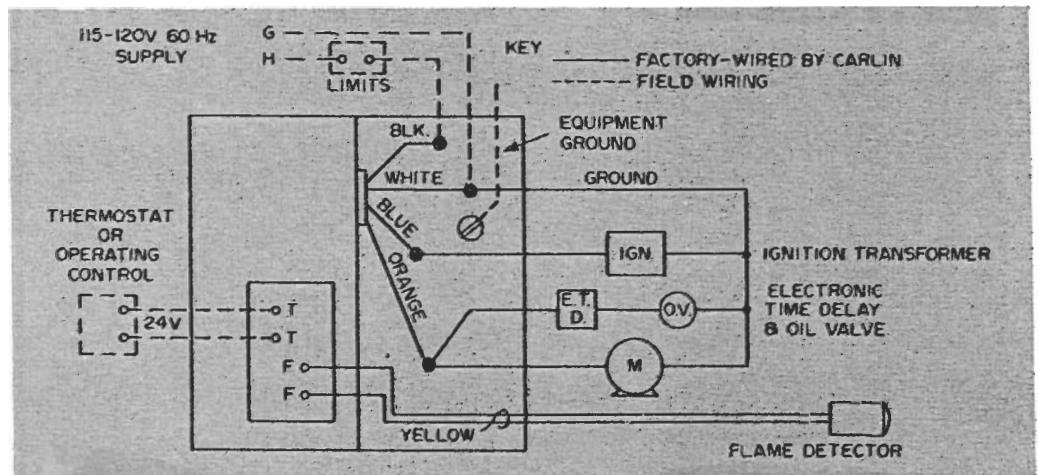 115-120V 60 Hz
SUPPLY
G
H
LIMITS
KEY
FACTORY-WIRED BY CARLIN
FIELD WIRING
EQUIPMENT
GROUND
BLK.
WHITE
GROUND
BLUE
ORANGE
THERMOSTAT
OR
OPERATING
CONTROL
24V
T
T
F
F
IGN.
IGNITION TRANSFORMER
E.T.
D.
O.V.
ELECTRONIC
TIME DELAY
& OIL VALVE
M
YELLOW
FLAME DETECTOR